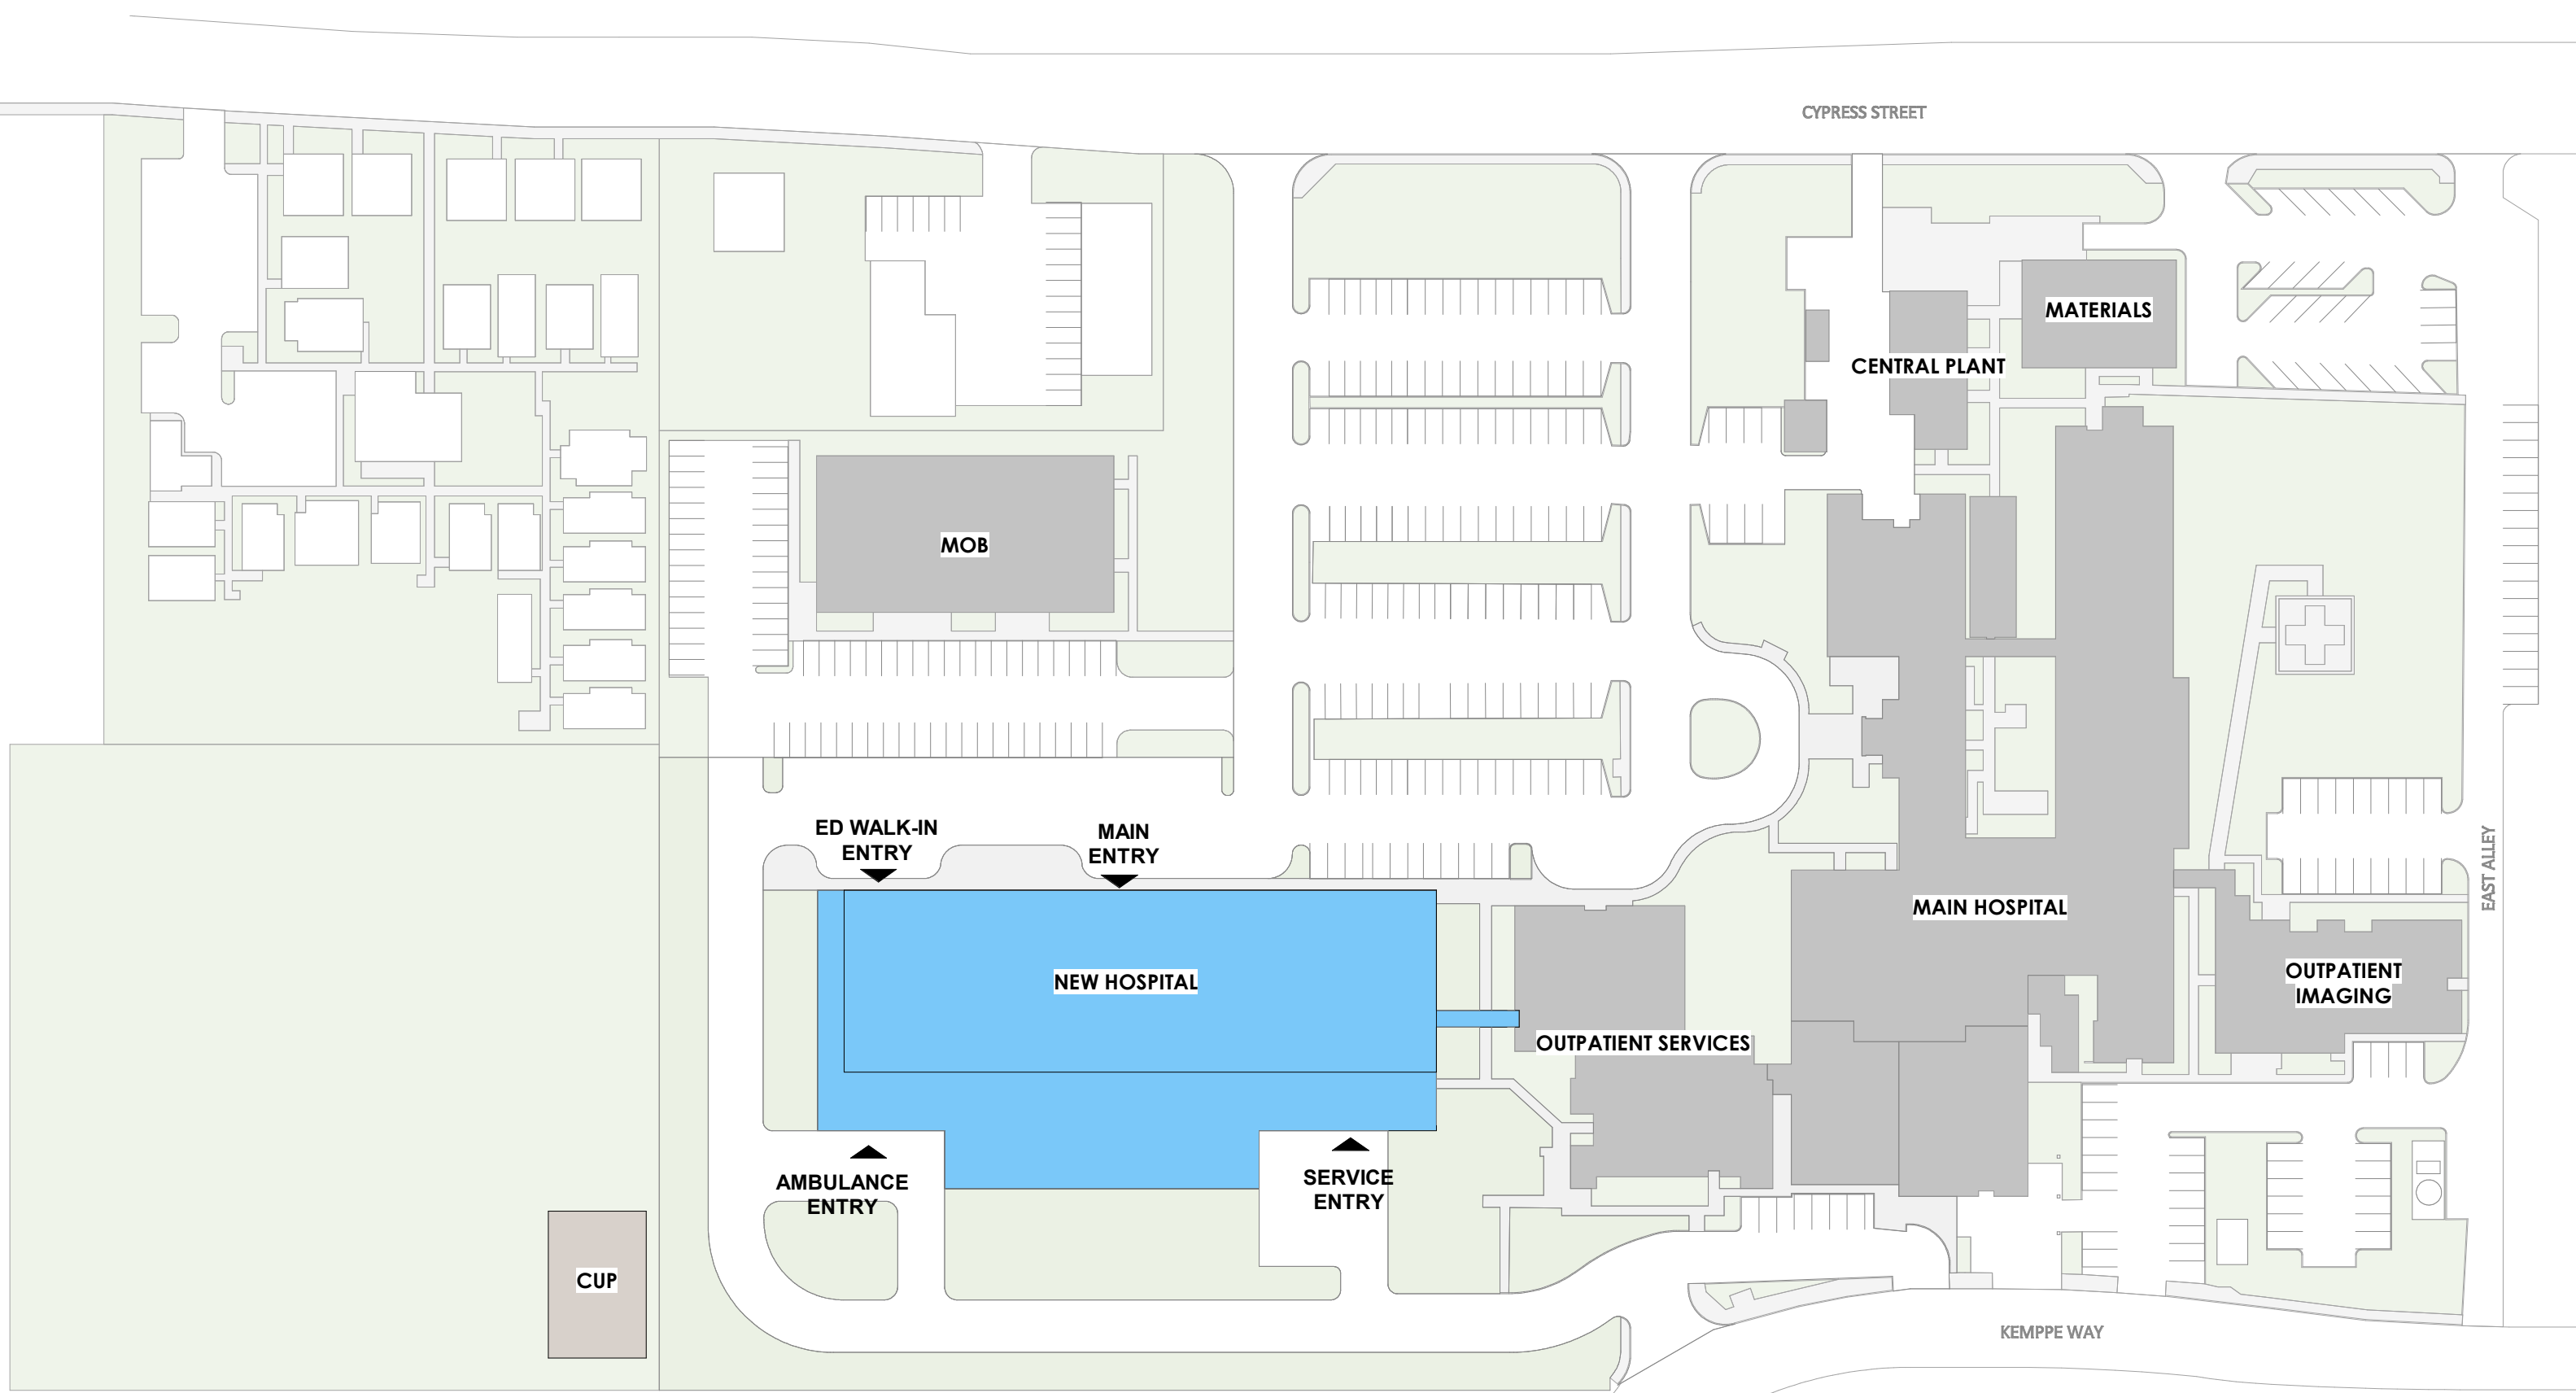 CYPRESS STREET
MATERIALS
CENTRAL PLANT
MOB
ED WALK-IN
ENTRY
MAIN
ENTRY
EAST ALLEY
MAIN HOSPITAL
NEW HOSPITAL
OUTPATIENT
IMAGING
OUTPATIENT SERVICES
AMBULANCE
ENTRY
SERVICE
ENTRY
CUP
KEMPPE WAY